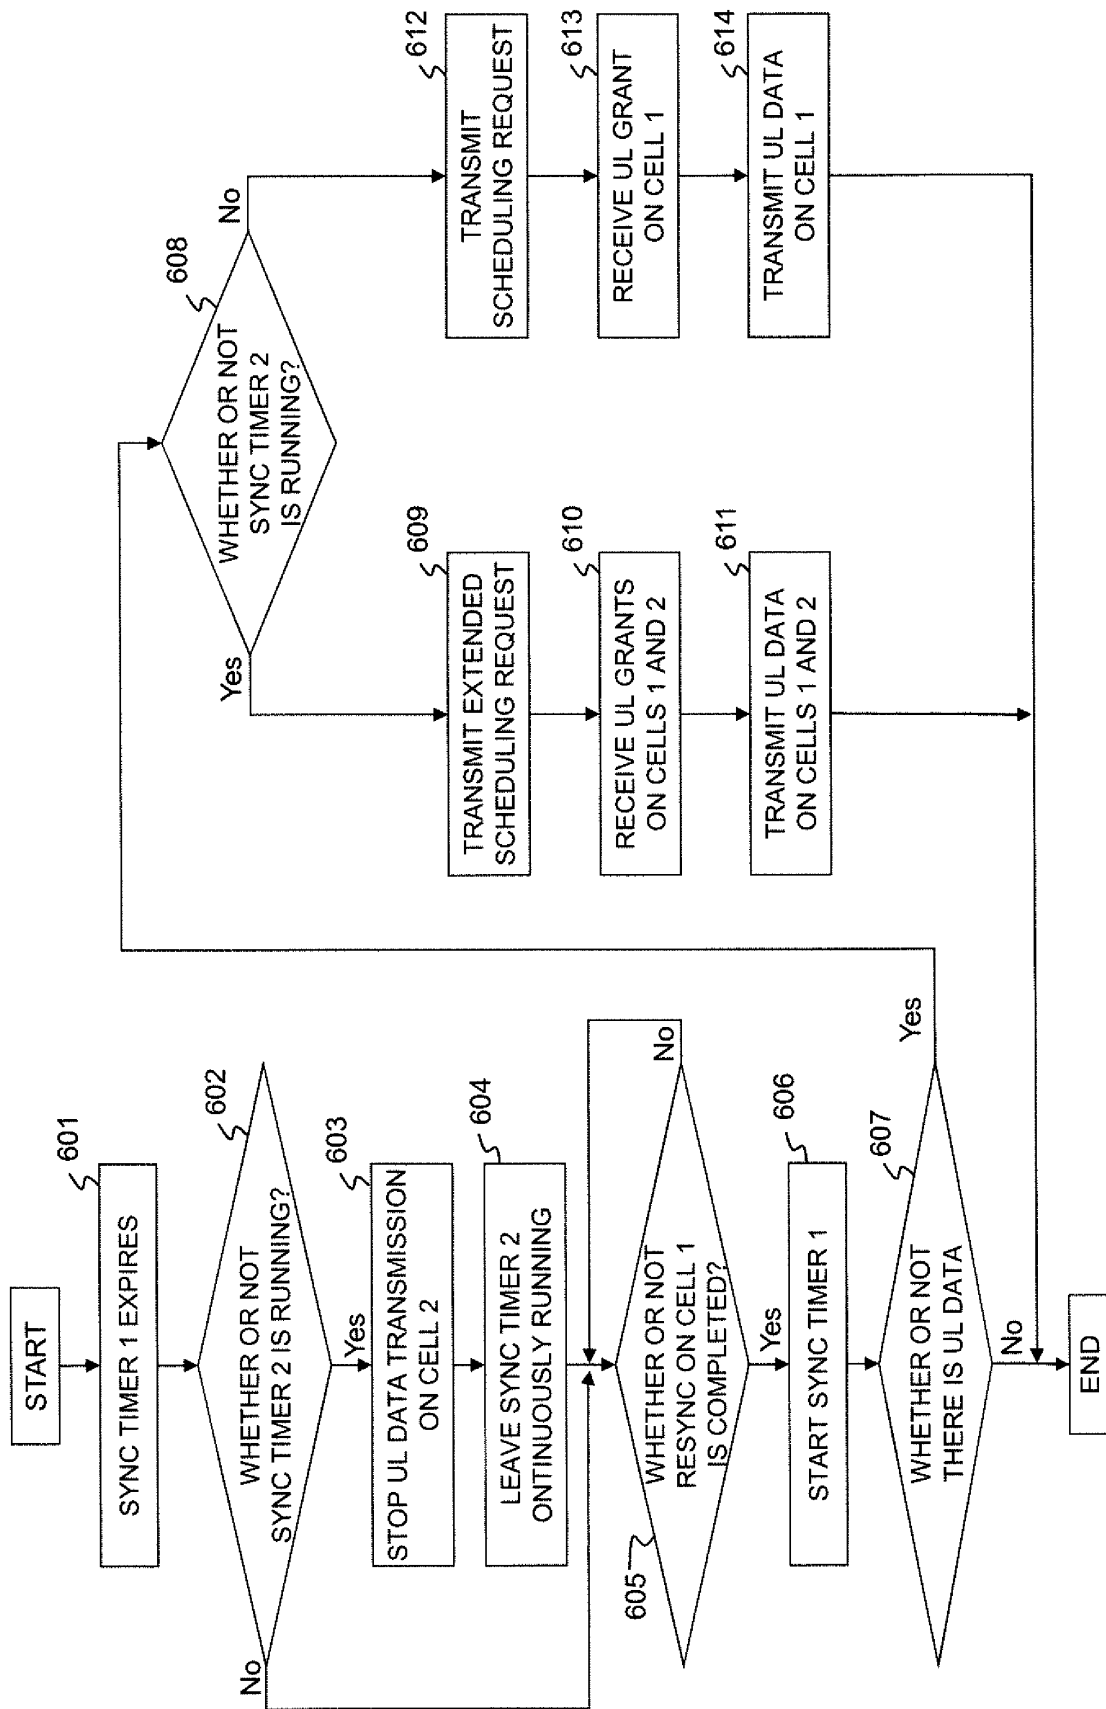 START
601
SYNC TIMER 1 EXPIRES
602
WHETHER OR NOT
SYNC TIMER 2 IS RUNNING?
No
Yes
603
STOP UL DATA TRANSMISSION
ON CELL 2
604
LEAVE SYNC TIMER 2
ONTINUOUSLY RUNNING
605
WHETHER OR NOT
RESYNC ON CELL 1
IS COMPLETED?
No
Yes
606
START SYNC TIMER 1
607
WHETHER OR NOT
THERE IS UL DATA
Yes
No
END
608
WHETHER OR NOT
SYNC TIMER 2
IS RUNNING?
Yes
No
609
TRANSMIT EXTENDED
SCHEDULING REQUEST
610
RECEIVE UL GRANTS
ON CELLS 1 AND 2
611
TRANSMIT UL DATA
ON CELLS 1 AND 2
612
TRANSMIT
SCHEDULING REQUEST
613
RECEIVE UL GRANT
ON CELL 1
614
TRANSMIT UL DATA
ON CELL 1